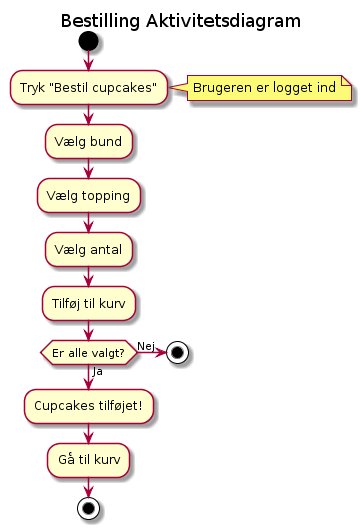 Bestilling Aktivitetsdiagram
Tryk "Bestil cupcakes"
Brugeren er logget ind
Vælg bund
Vælg topping
Vælg antal
Tilføj til kurv
Er alle valgt?
Nej
Ja
Cupcakes tilføjet!
Gå til kurv